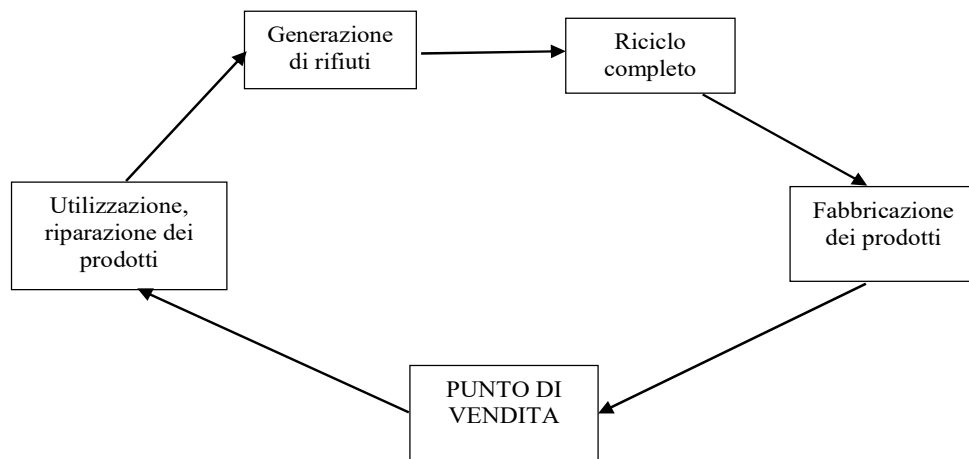 Generazione
di rifiuti
Riciclo
completo
Utilizzazione,
riparazione dei
prodotti
Fabbricazione
dei prodotti
PUNTO DI
VENDITA